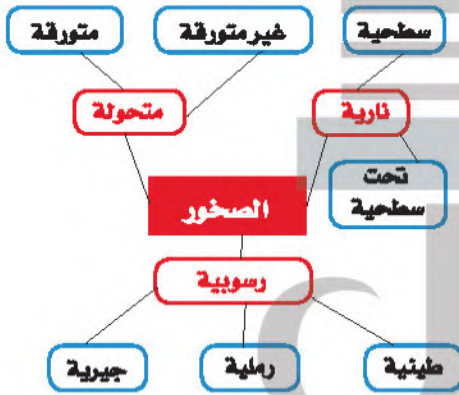 سطحية
غير متورقة
متورقة
نارية
متحولة
تحت
سطحية
الصخور
رسوبية
طينية
رملية
جيرية